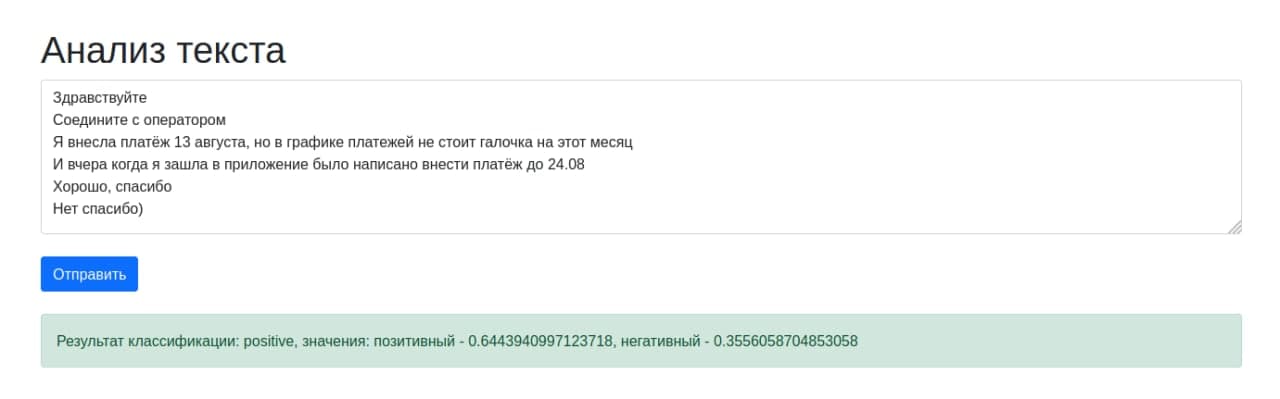 Анализ текста
Здравствуйте
Соедините с оператором
Я внесла платёж 13 августа, но в графике платежей не стоит галочка на этот месяц
И вчера когда я зашла в приложение было написано внести платёж до 24.08
Хорошо, спасибо
Нет спасибо)
Отправить
Результат классификации: positive, значения: позитивный - 0.6443940997123718, негативный - 0.3556058704853058